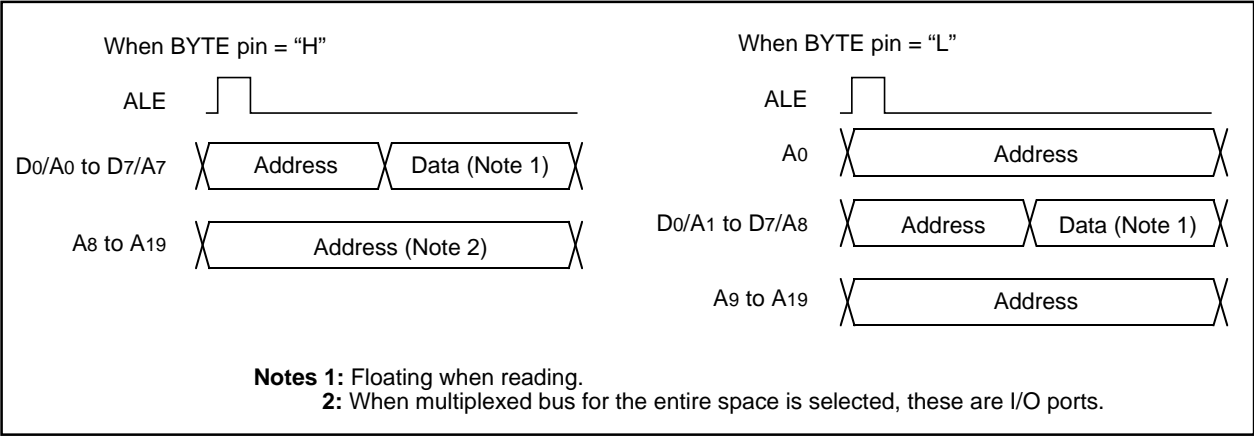 When BYTE pin = “H”
ALE
D0/A0 to D7/A7
Address
Data (Note 1)
A8 to A19
Address (Note 2)
When BYTE pin = “L”
ALE
A0
Address
D0/A1 to D7/A8
Address
Data (Note 1)
A9 to A19
Address
Notes 1: Floating when reading.
2: When multiplexed bus for the entire space is selected, these are I/O ports.